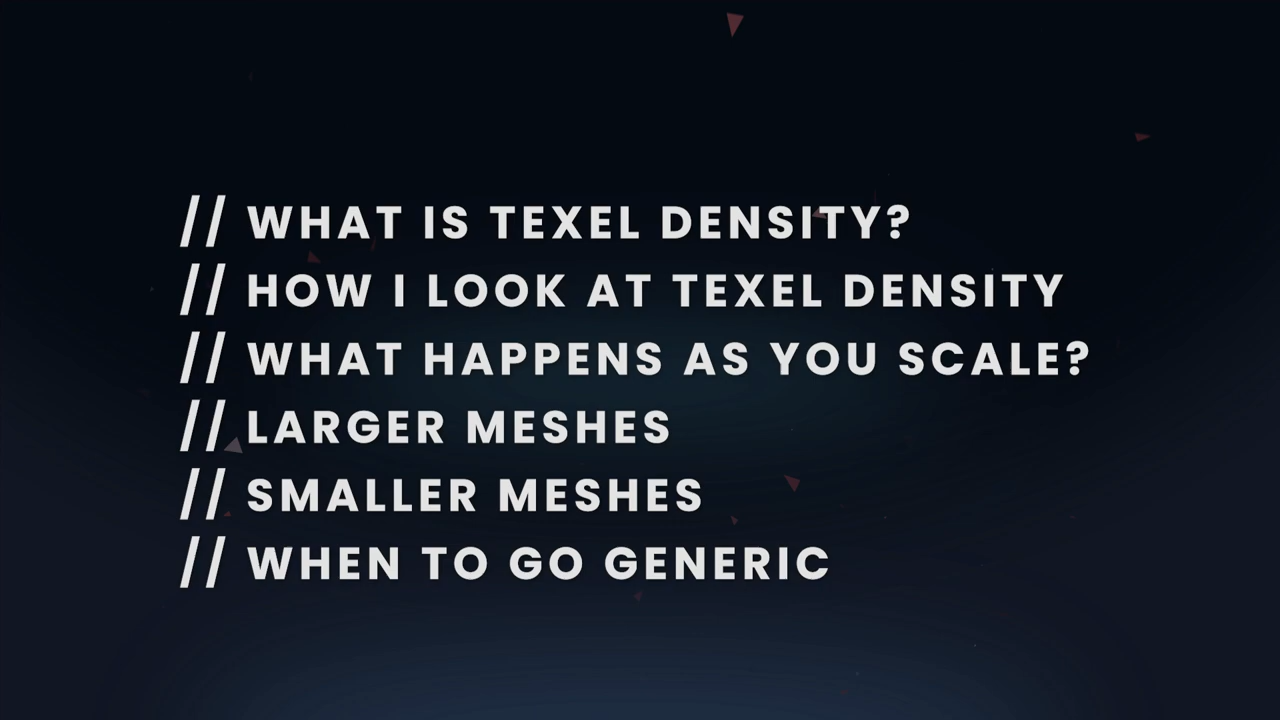 // WHAT IS TEXEL DENSITY?
// HOW I LOOK AT TEXEL DENSITY
// WHAT HAPPENS AS YOU SCALE?
// LARGER MESHES
// SMALLER MESHES
// WHEN TO GO GENERIC